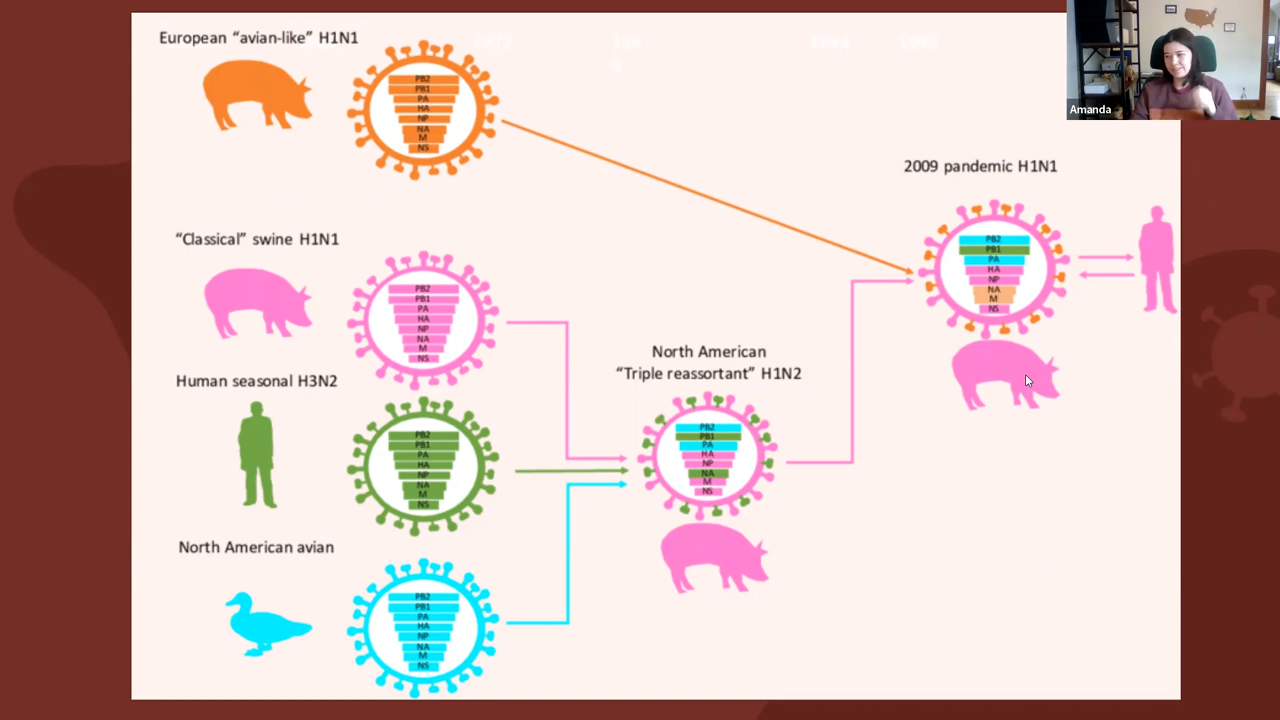 European “avian-like” H1N1
PB2
PB1
PA
HA
NP
NA
M
NS
Amanda
2009 pandemic H1N1
PB2
PB1
PA
HA
NP
NA
M
NS
“Classical” swine H1N1
PB2
PB1
PA
HA
NP
NA
M
NS
Human seasonal H3N2
PB2
PB1
PA
HA
NP
NA
M
NS
North American
“Triple reassortant” H1N2
PB2
PB1
PA
HA
NP
NA
M
NS
North American avian
PB2
PB1
PA
HA
NP
NA
M
NS